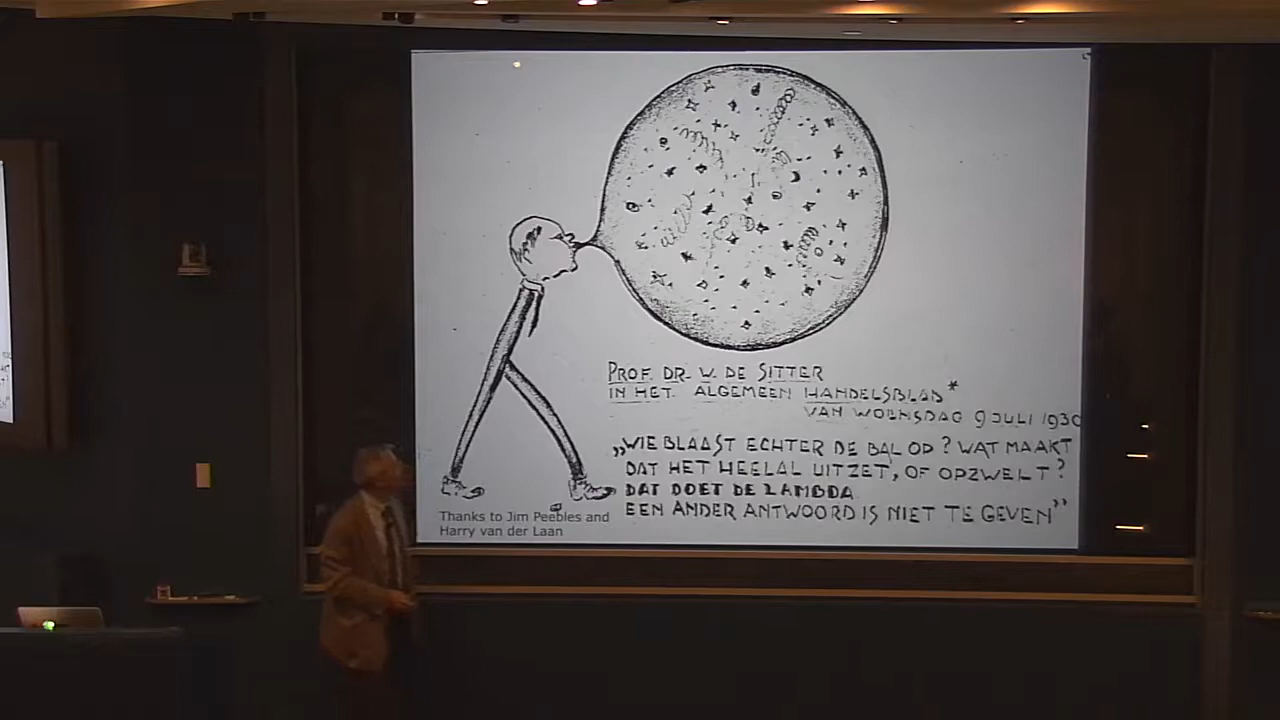 PROF. DR. W. DE SITTER
IN HET ALGEMEEN HANDELSBLAD*
VAN WOENSDAG 9 JULI 1930
„WIE BLAAST ECHTER DE BAL OP? WAT MAAKT
DAT HET HEELAL UITZET, OF OPZWELT?
DAT DOET DE LAMBDA.
EEN ANDER ANTWOORD IS NIET TE GEVEN”
Thanks to Jim Peebles and
Harry van der Laan